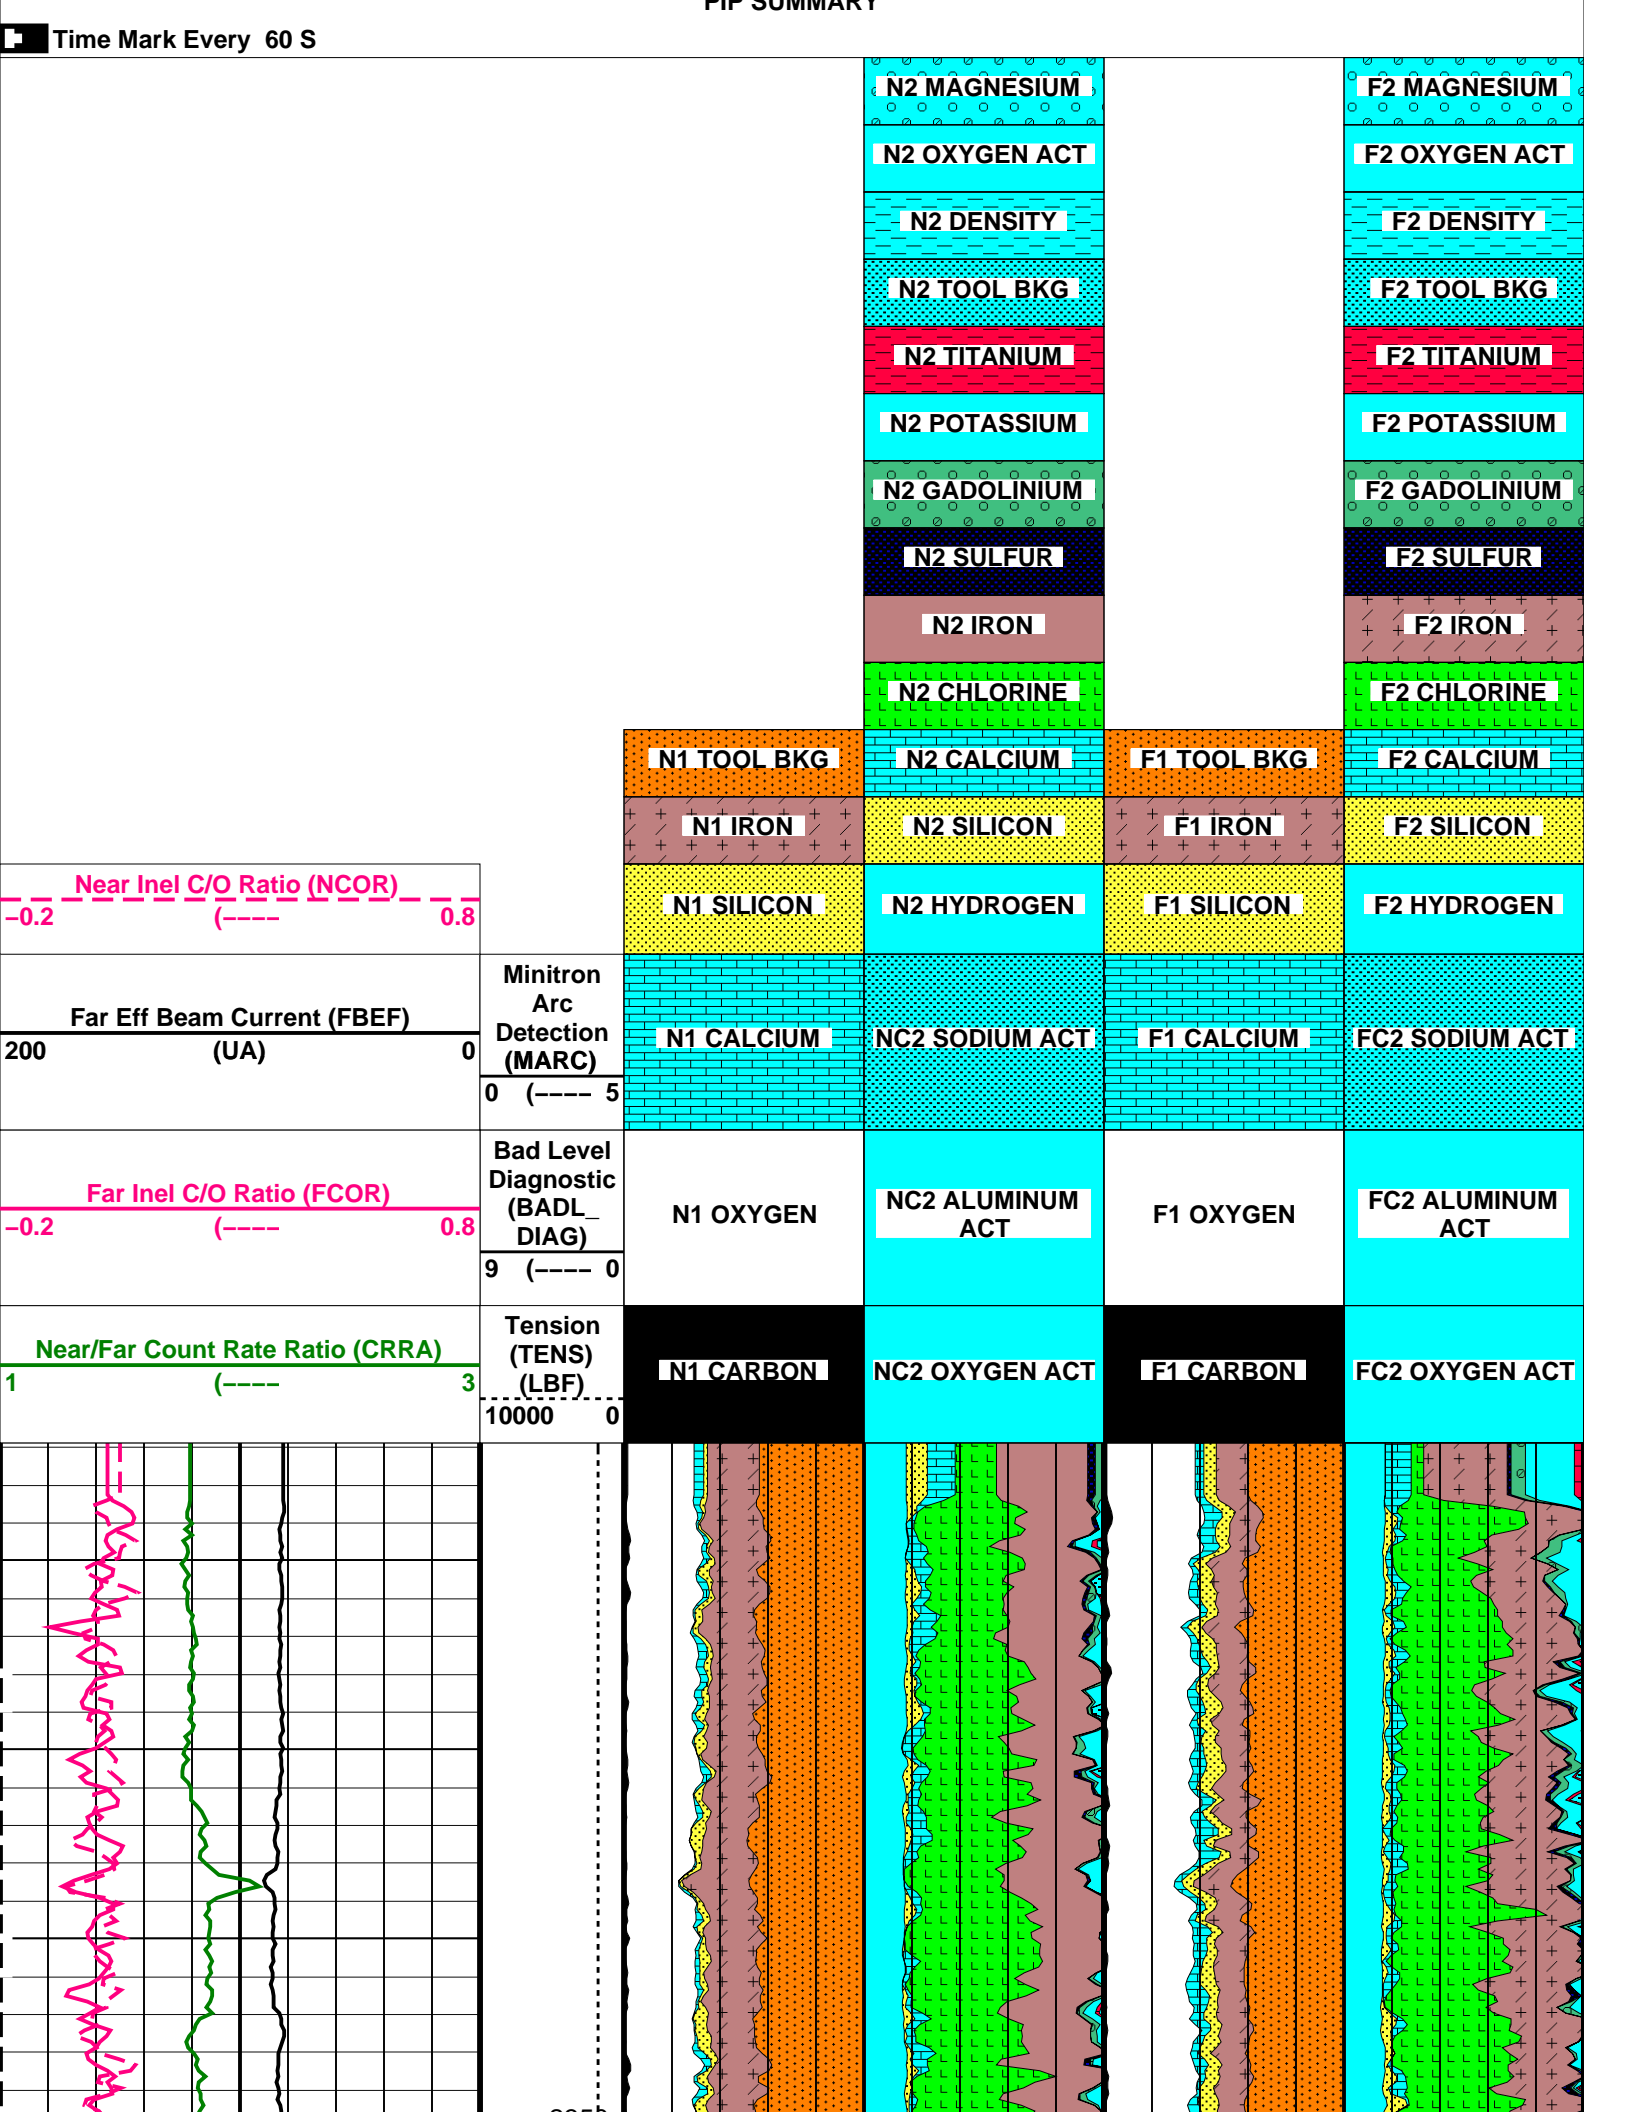 PIP SUMMARY
Time Mark Every 60 S
N2 MAGNESIUM
F2 MAGNESIUM
N2 OXYGEN ACT
F2 OXYGEN ACT
N2 DENSITY
F2 DENSITY
N2 TOOL BKG
F2 TOOL BKG
N2 TITANIUM
F2 TITANIUM
N2 POTASSIUM
F2 POTASSIUM
N2 GADOLINIUM
F2 GADOLINIUM
N2 SULFUR
F2 SULFUR
N2 IRON
F2 IRON
N2 CHLORINE
F2 CHLORINE
N1 TOOL BKG
N2 CALCIUM
F1 TOOL BKG
F2 CALCIUM
N1 IRON
N2 SILICON
F1 IRON
F2 SILICON
Near Inel C/O Ratio (NCOR)
−0.2 (−−−− 0.8
N1 SILICON
N2 HYDROGEN
F1 SILICON
F2 HYDROGEN
Far Eff Beam Current (FBEF)
200 (UA) 0
Minitron
Arc
Detection
(MARC)
0 (−−−− 5
N1 CALCIUM
NC2 SODIUM ACT
F1 CALCIUM
FC2 SODIUM ACT
Far Inel C/O Ratio (FCOR)
−0.2 (−−−− 0.8
Bad Level
Diagnostic
(BADL_
DIAG)
9 (−−−− 0
N1 OXYGEN
NC2 ALUMINUM
ACT
F1 OXYGEN
FC2 ALUMINUM
ACT
Near/Far Count Rate Ratio (CRRA)
1 (−−−− 3
Tension
(TENS)
(LBF)
10000 0
N1 CARBON
NC2 OXYGEN ACT
F1 CARBON
FC2 OXYGEN ACT